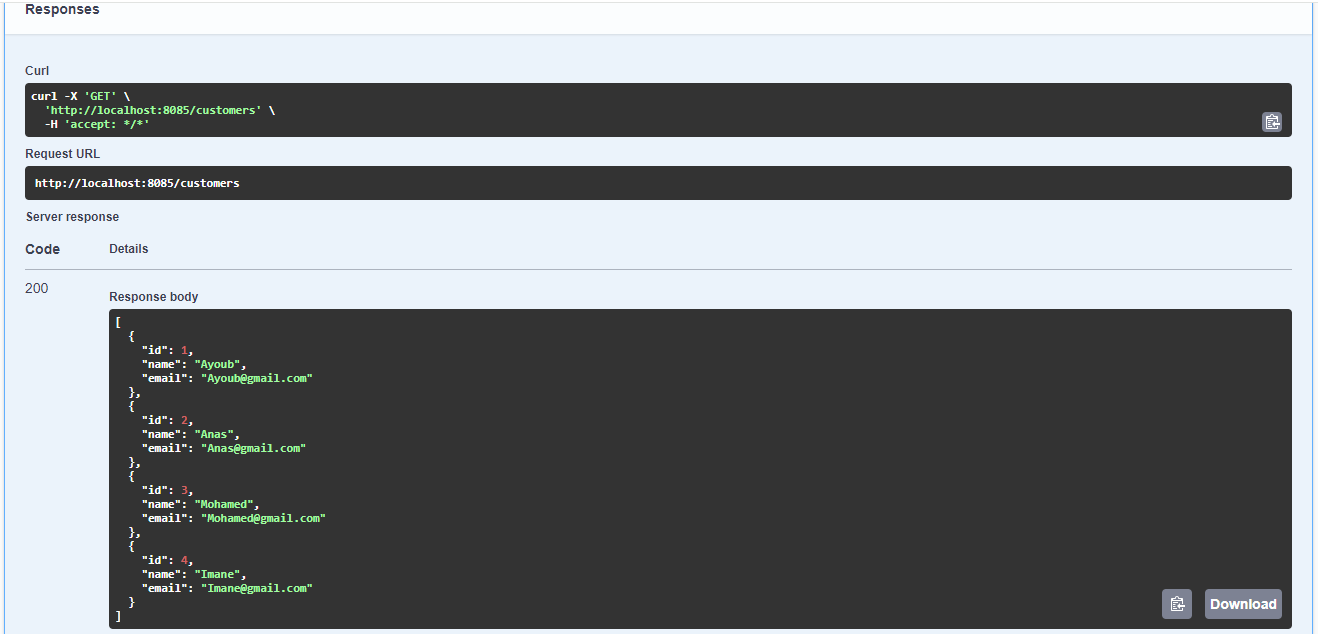 Responses
Curl
curl -X 'GET' \
  'http://localhost:8085/customers' \
  -H 'accept: */*'
Request URL
http://localhost:8085/customers
Server response
Code Details
200
Response body
[
  {
    "id": 1,
    "name": "Ayoub",
    "email": "Ayoub@gmail.com"
  },
  {
    "id": 2,
    "name": "Anas",
    "email": "Anas@gmail.com"
  },
  {
    "id": 3,
    "name": "Mohamed",
    "email": "Mohamed@gmail.com"
  },
  {
    "id": 4,
    "name": "Imane",
    "email": "Imane@gmail.com"
  }
]
Download